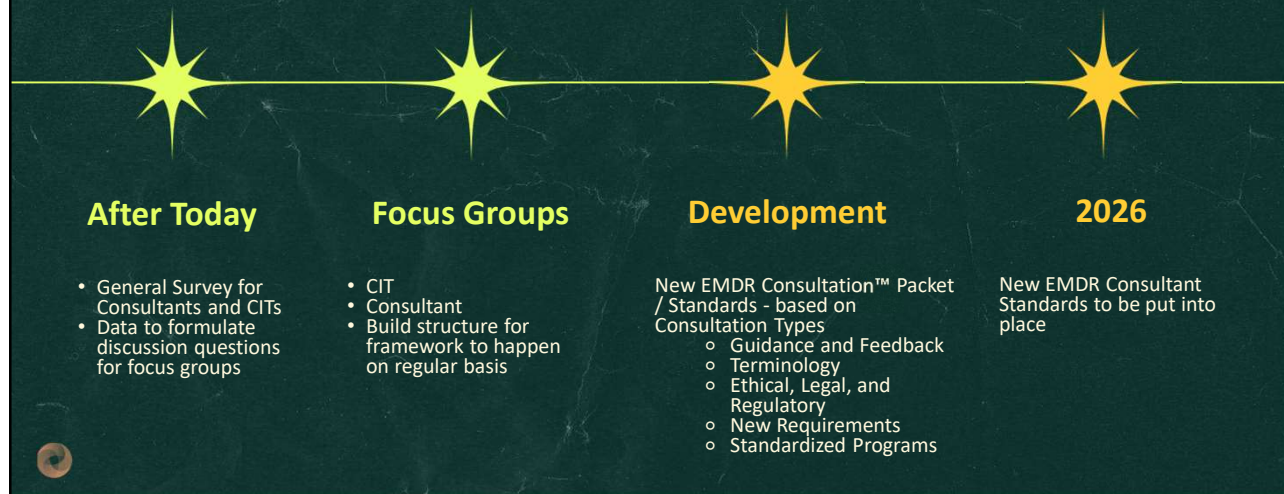 After Today
• General Survey for
Consultants and CITs
• Data to formulate
discussion questions
for focus groups
Focus Groups
• CIT
• Consultant
• Build structure for
framework to happen
on regular basis
Development
New EMDR Consultation™ Packet
/ Standards - based on
Consultation Types
○ Guidance and Feedback
○ Terminology
○ Ethical, Legal, and
Regulatory
○ New Requirements
○ Standardized Programs
2026
New EMDR Consultant
Standards to be put into
place